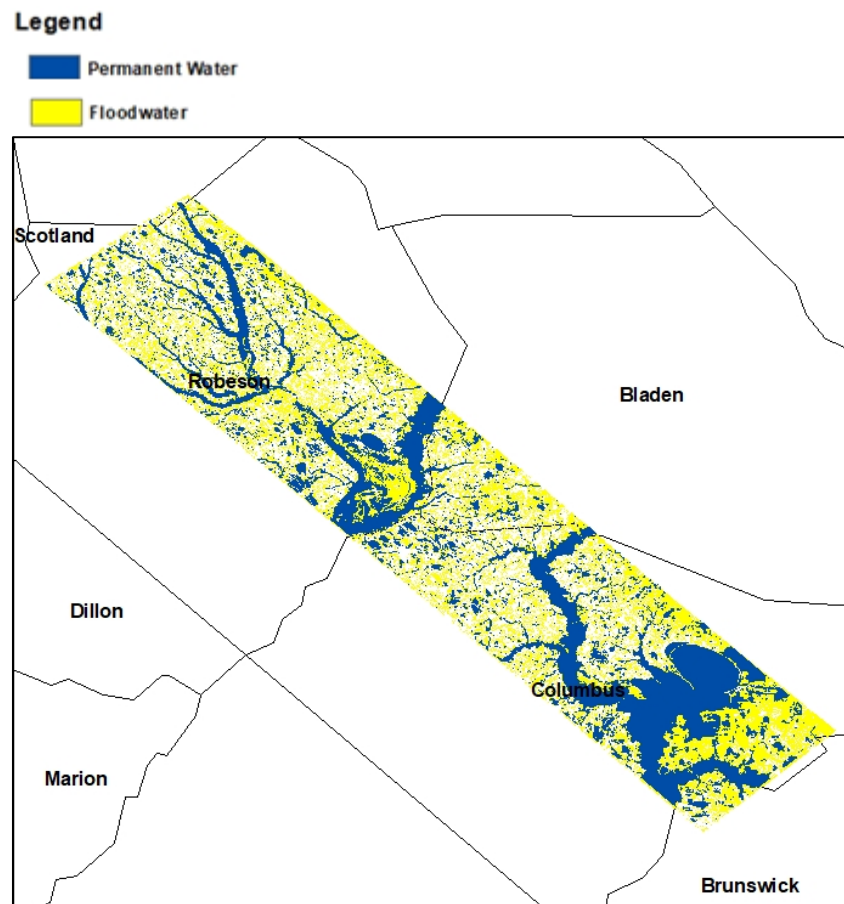 Legend
Permanent Water
Floodwater
Scotland
Robeson
Bladen
Dillon
Columbus
Marion
Brunswick